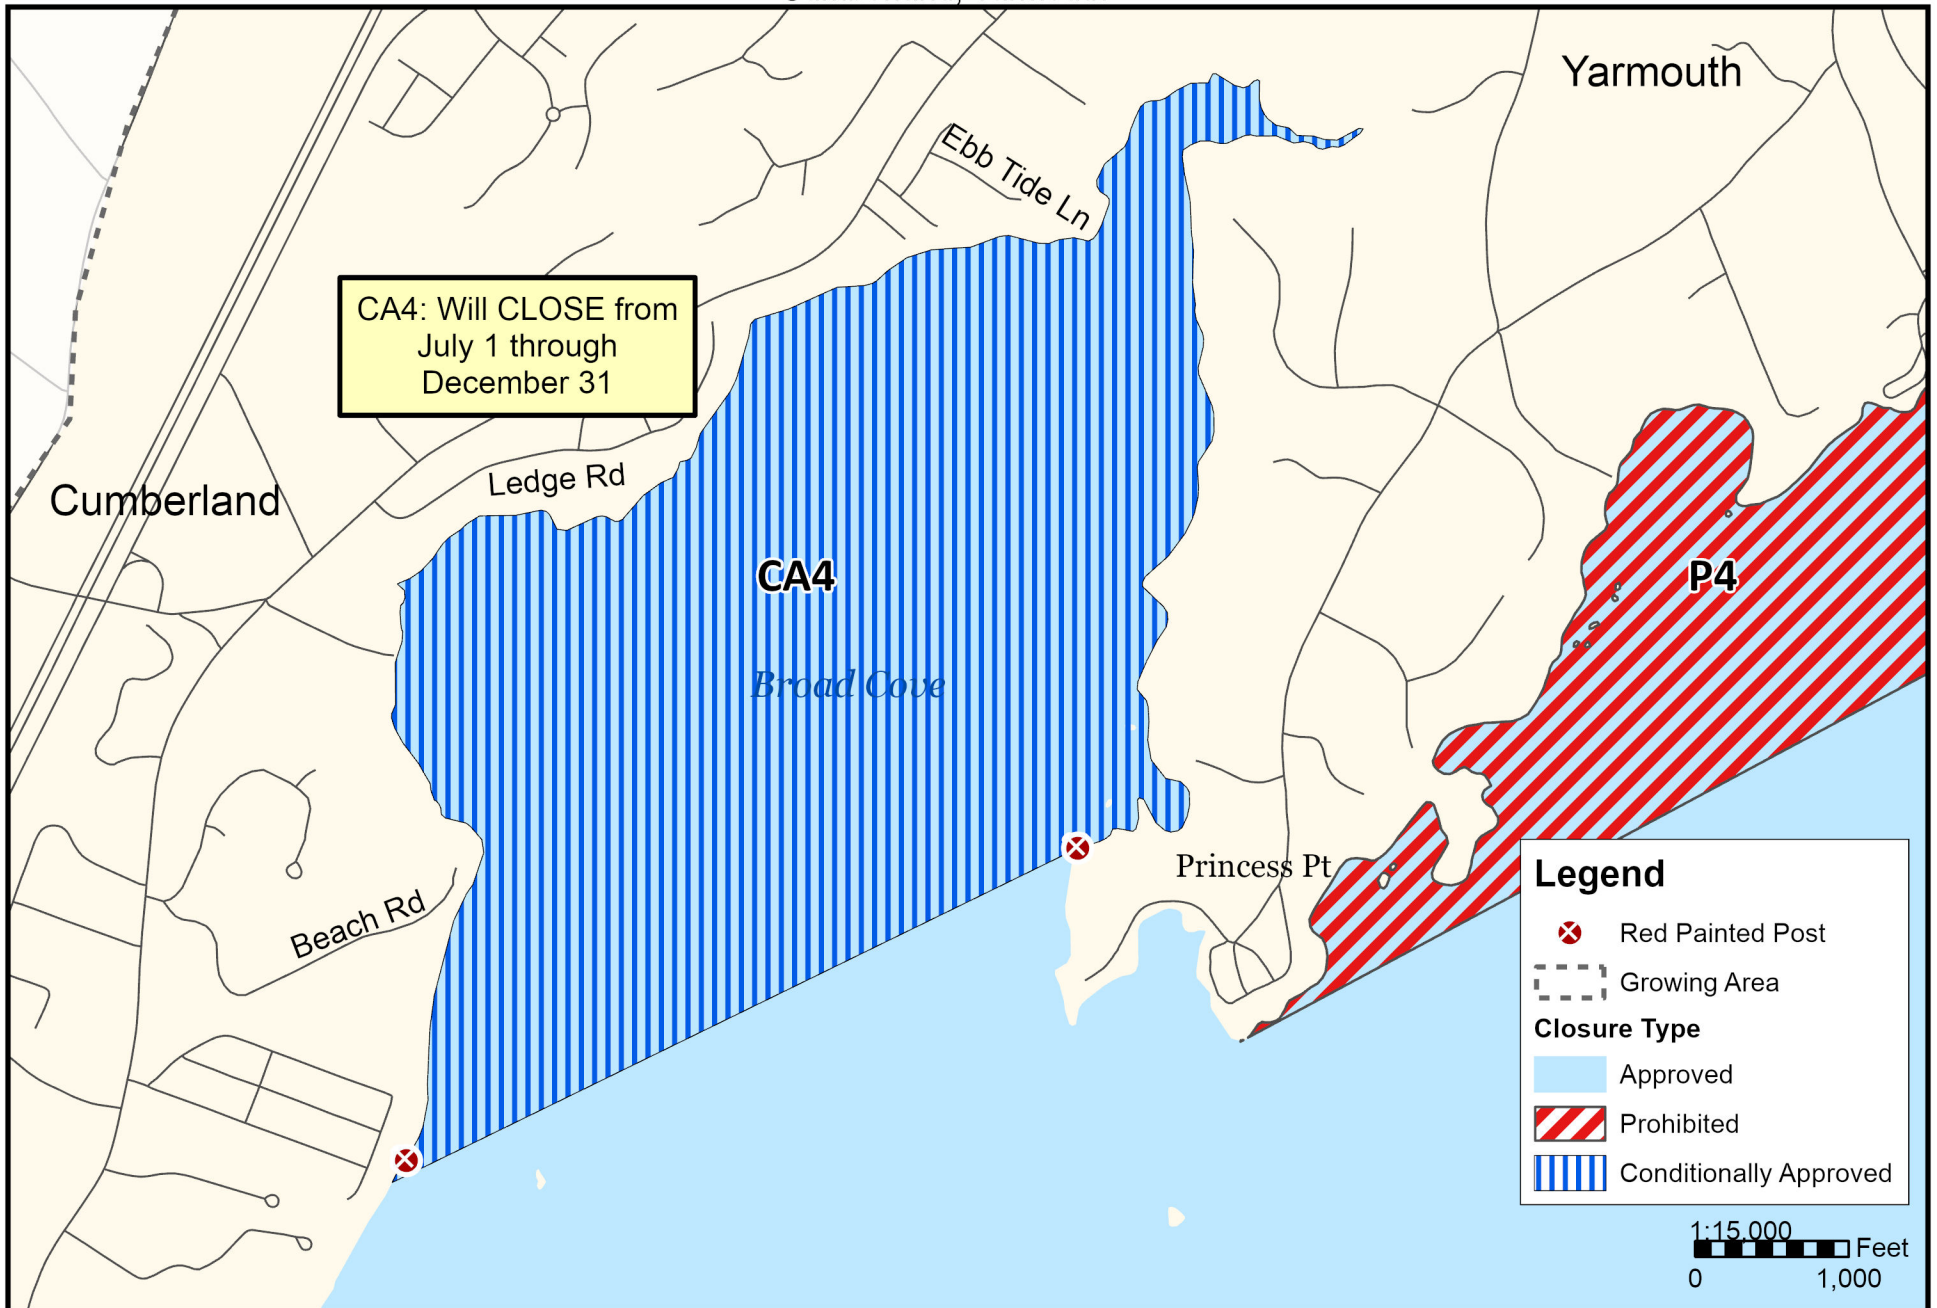 Yarmouth
Ebb Tide Ln
CA4: Will CLOSE from
July 1 through
December 31
Ledge Rd
Cumberland
CA4
P4
Broad Cove
Princess Pt
Beach Rd
Legend
Red Painted Post
Growing Area
Closure Type
Approved
Prohibited
Conditionally Approved
1:15,000
Feet
0 1,000